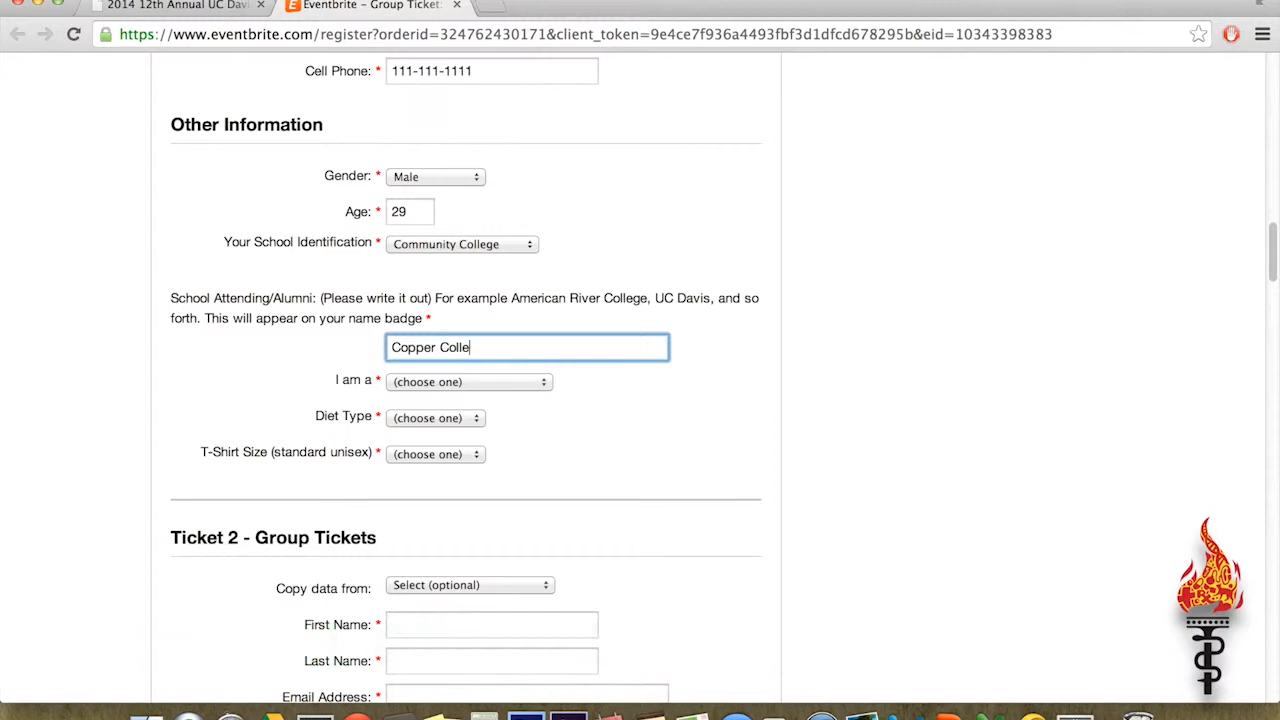 2014 12th Annual UC Davi
Eventbrite - Group Ticket
https://www.eventbrite.com/register?orderid=324762430171&client_token=9e4ce7f936a4493fbf3d1dfcd678295b&eid=10343398383
Cell Phone: * 111-111-1111
Other Information
Gender: * Male
Age: * 29
Your School Identification * Community College
School Attending/Alumni: (Please write it out) For example American River College, UC Davis, and so
forth. This will appear on your name badge *
Copper Colle
I am a * (choose one)
Diet Type * (choose one)
T-Shirt Size (standard unisex) * (choose one)
Ticket 2 - Group Tickets
Copy data from: Select (optional)
First Name: *
Last Name: *
Email Address: *